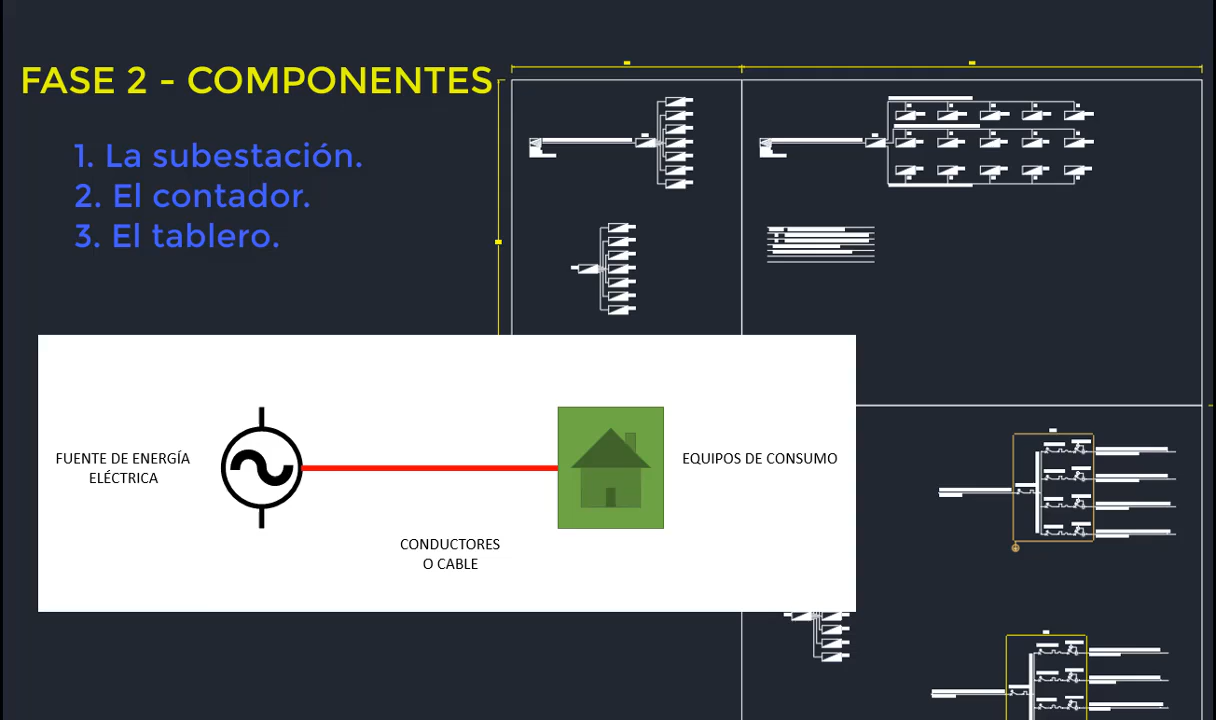 FASE 2 - COMPONENTES
1. La subestación.
2. El contador.
3. El tablero.
FUENTE DE ENERGÍA
ELÉCTRICA
EQUIPOS DE CONSUMO
CONDUCTORES
O CABLE